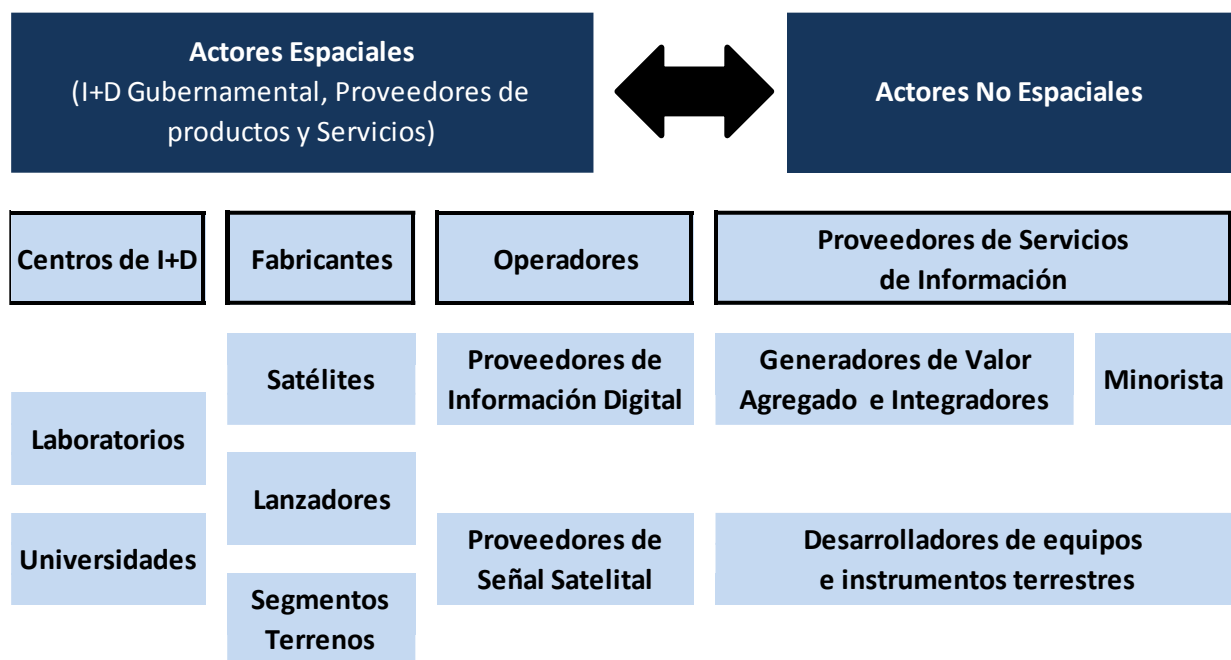 Actores Espaciales
(I+D Gubernamental, Proveedores de
productos y Servicios)
Actores No Espaciales
Centros de I+D
Fabricantes
Operadores
Proveedores de Servicios
de Información
Satélites
Proveedores de
Información Digital
Generadores de Valor
Agregado e Integradores
Minorista
Laboratorios
Lanzadores
Universidades
Proveedores de
Señal Satelital
Desarrolladores de equipos
e instrumentos terrestres
Segmentos
Terrenos